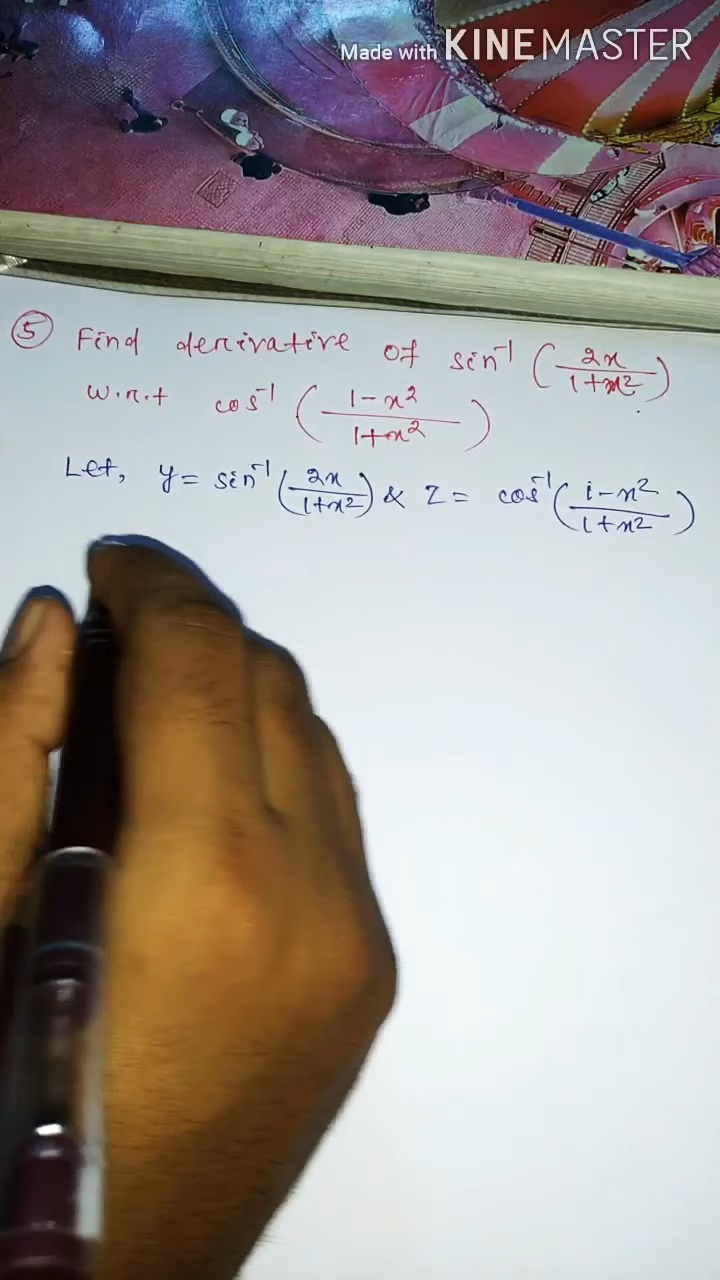 Made with KINEMASTER
⑤ Find derivative of sin⁻¹ (2x/1+x²)
w.r.t cos⁻¹ (1-x²/1+x²)
Let, y = sin⁻¹ (2x/1+x²) & Z = cos⁻¹ (1-x²/1+x²)